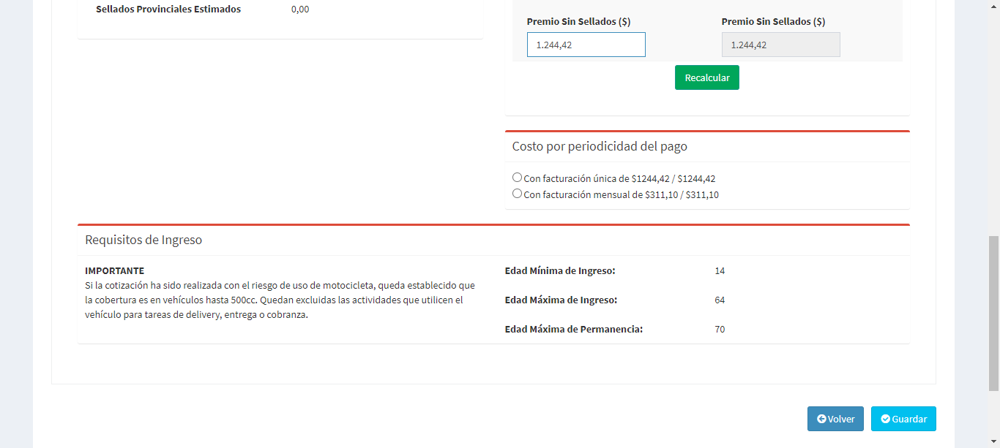 Sellados Provinciales Estimados 0,00
Premio Sin Sellados ($) Premio Sin Sellados ($)
1.244,42 1.244,42
Recalcular
Costo por periodicidad del pago
Con facturación única de $1244,42 / $1244,42
Con facturación mensual de $311,10 / $311,10
Requisitos de Ingreso
IMPORTANTE
Si la cotización ha sido realizada con el riesgo de uso de motocicleta, queda establecido que
la cobertura es en vehículos hasta 500cc. Quedan excluidas las actividades que utilicen el
vehículo para tareas de delivery, entrega o cobranza.
Edad Mínima de Ingreso: 14
Edad Máxima de Ingreso: 64
Edad Máxima de Permanencia: 70
Volver Guardar